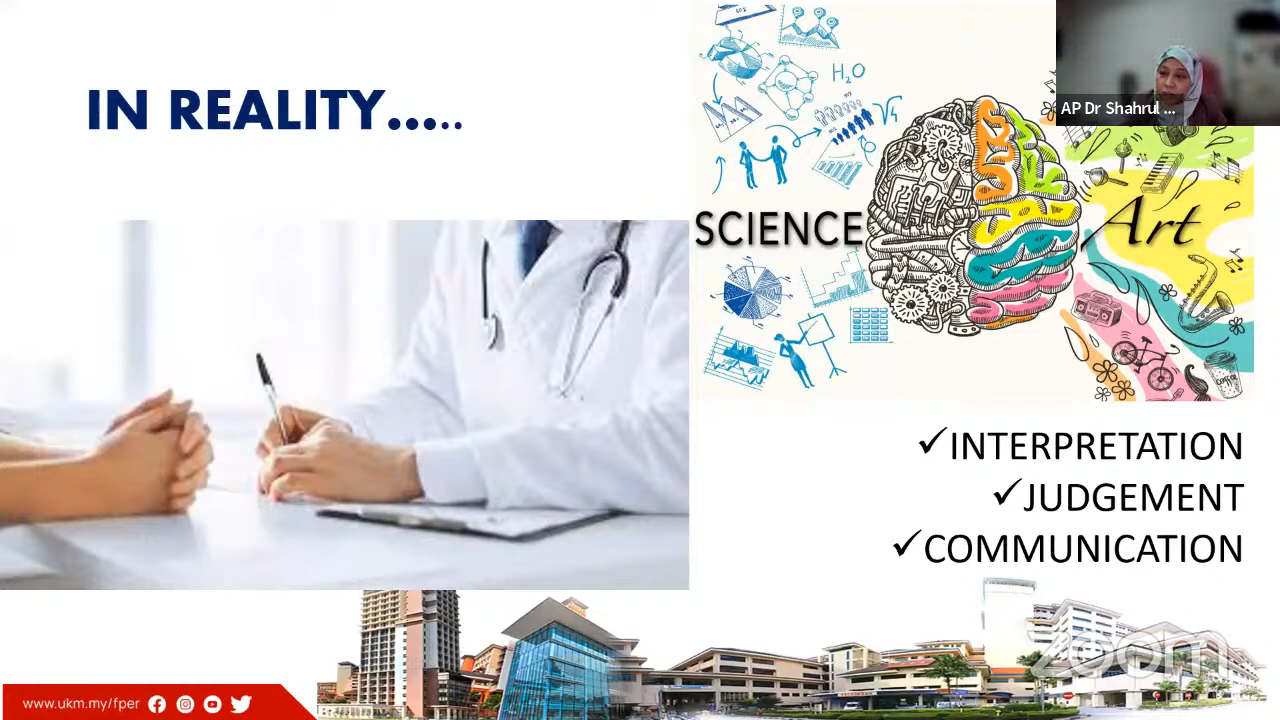 IN REALITY…..
AP Dr Shahrul ...
H₂O
SCIENCE
Art
✓INTERPRETATION
✓JUDGEMENT
✓COMMUNICATION
zoom
www.ukm.my/fper